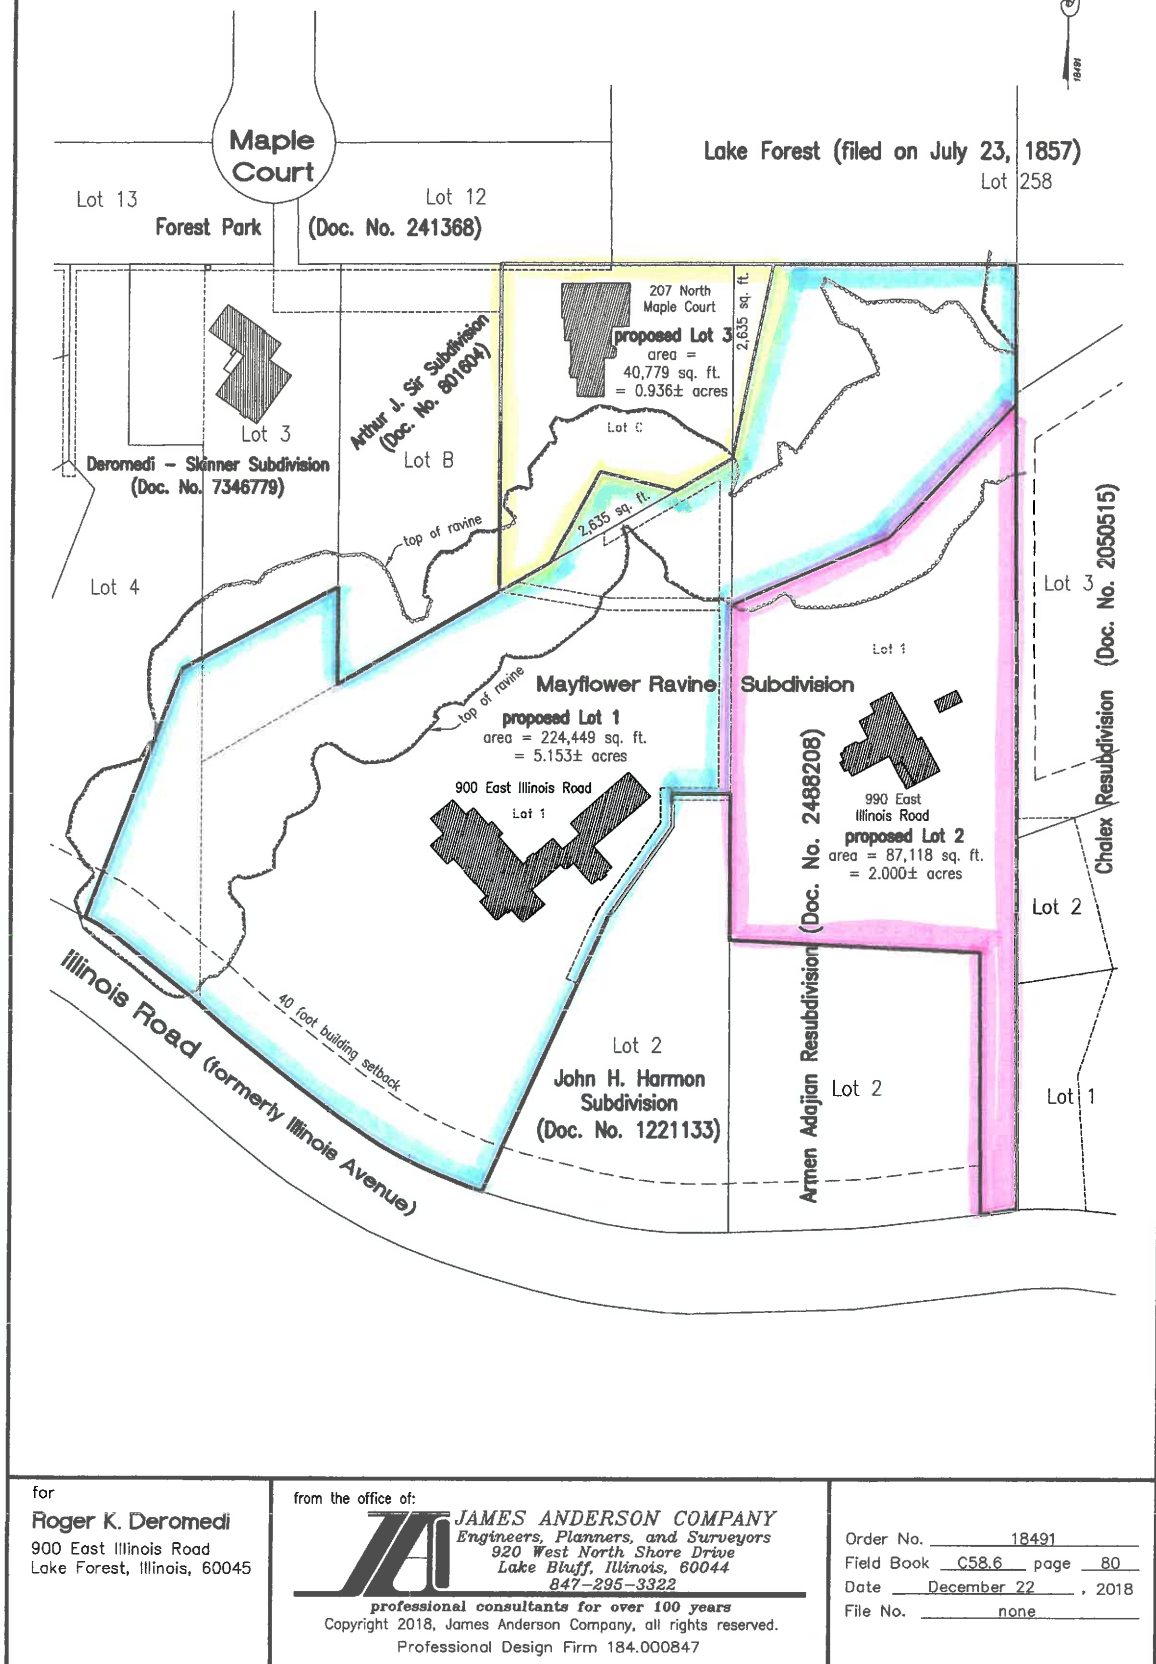 18491
Maple
Court
Lake Forest (filed on July 23, 1857)
Lot 258
Lot 13
Lot 12
Forest Park (Doc. No. 241368)
207 North
Maple Court
proposed Lot 3
area =
40,779 sq. ft.
= 0.936± acres
2,635 sq. ft.
Lot C
Arthur J. Sir Subdivision
(Doc. No. 801604)
Lot 3
Deromedi - Skinner Subdivision
(Doc. No. 7346779)
Lot B
top of ravine
2,635 sq. ft.
Lot 4
Lot 3
Lot 1
Mayflower Ravine Subdivision
top of ravine
proposed Lot 1
area = 224,449 sq. ft.
= 5.153± acres
900 East Illinois Road
Lot 1
990 East
Illinois Road
proposed Lot 2
area = 87,118 sq. ft.
= 2.000± acres
Chalex Resubdivision (Doc. No. 2050515)
Armen Adajian Resubdivision (Doc. No. 2488208)
Lot 2
Illinois Road (formerly Illinois Avenue)
40 foot building setback
Lot 2
John H. Harmon
Subdivision
(Doc. No. 1221133)
Lot 2
Lot 1
for
Roger K. Deromedi
900 East Illinois Road
Lake Forest, Illinois, 60045
from the office of:
JAMES ANDERSON COMPANY
Engineers, Planners, and Surveyors
920 West North Shore Drive
Lake Bluff, Illinois, 60044
847-295-3322
professional consultants for over 100 years
Copyright 2018, James Anderson Company, all rights reserved.
Professional Design Firm 184.000847
Order No. 18491
Field Book C58.6 page 80
Date December 22 , 2018
File No. none